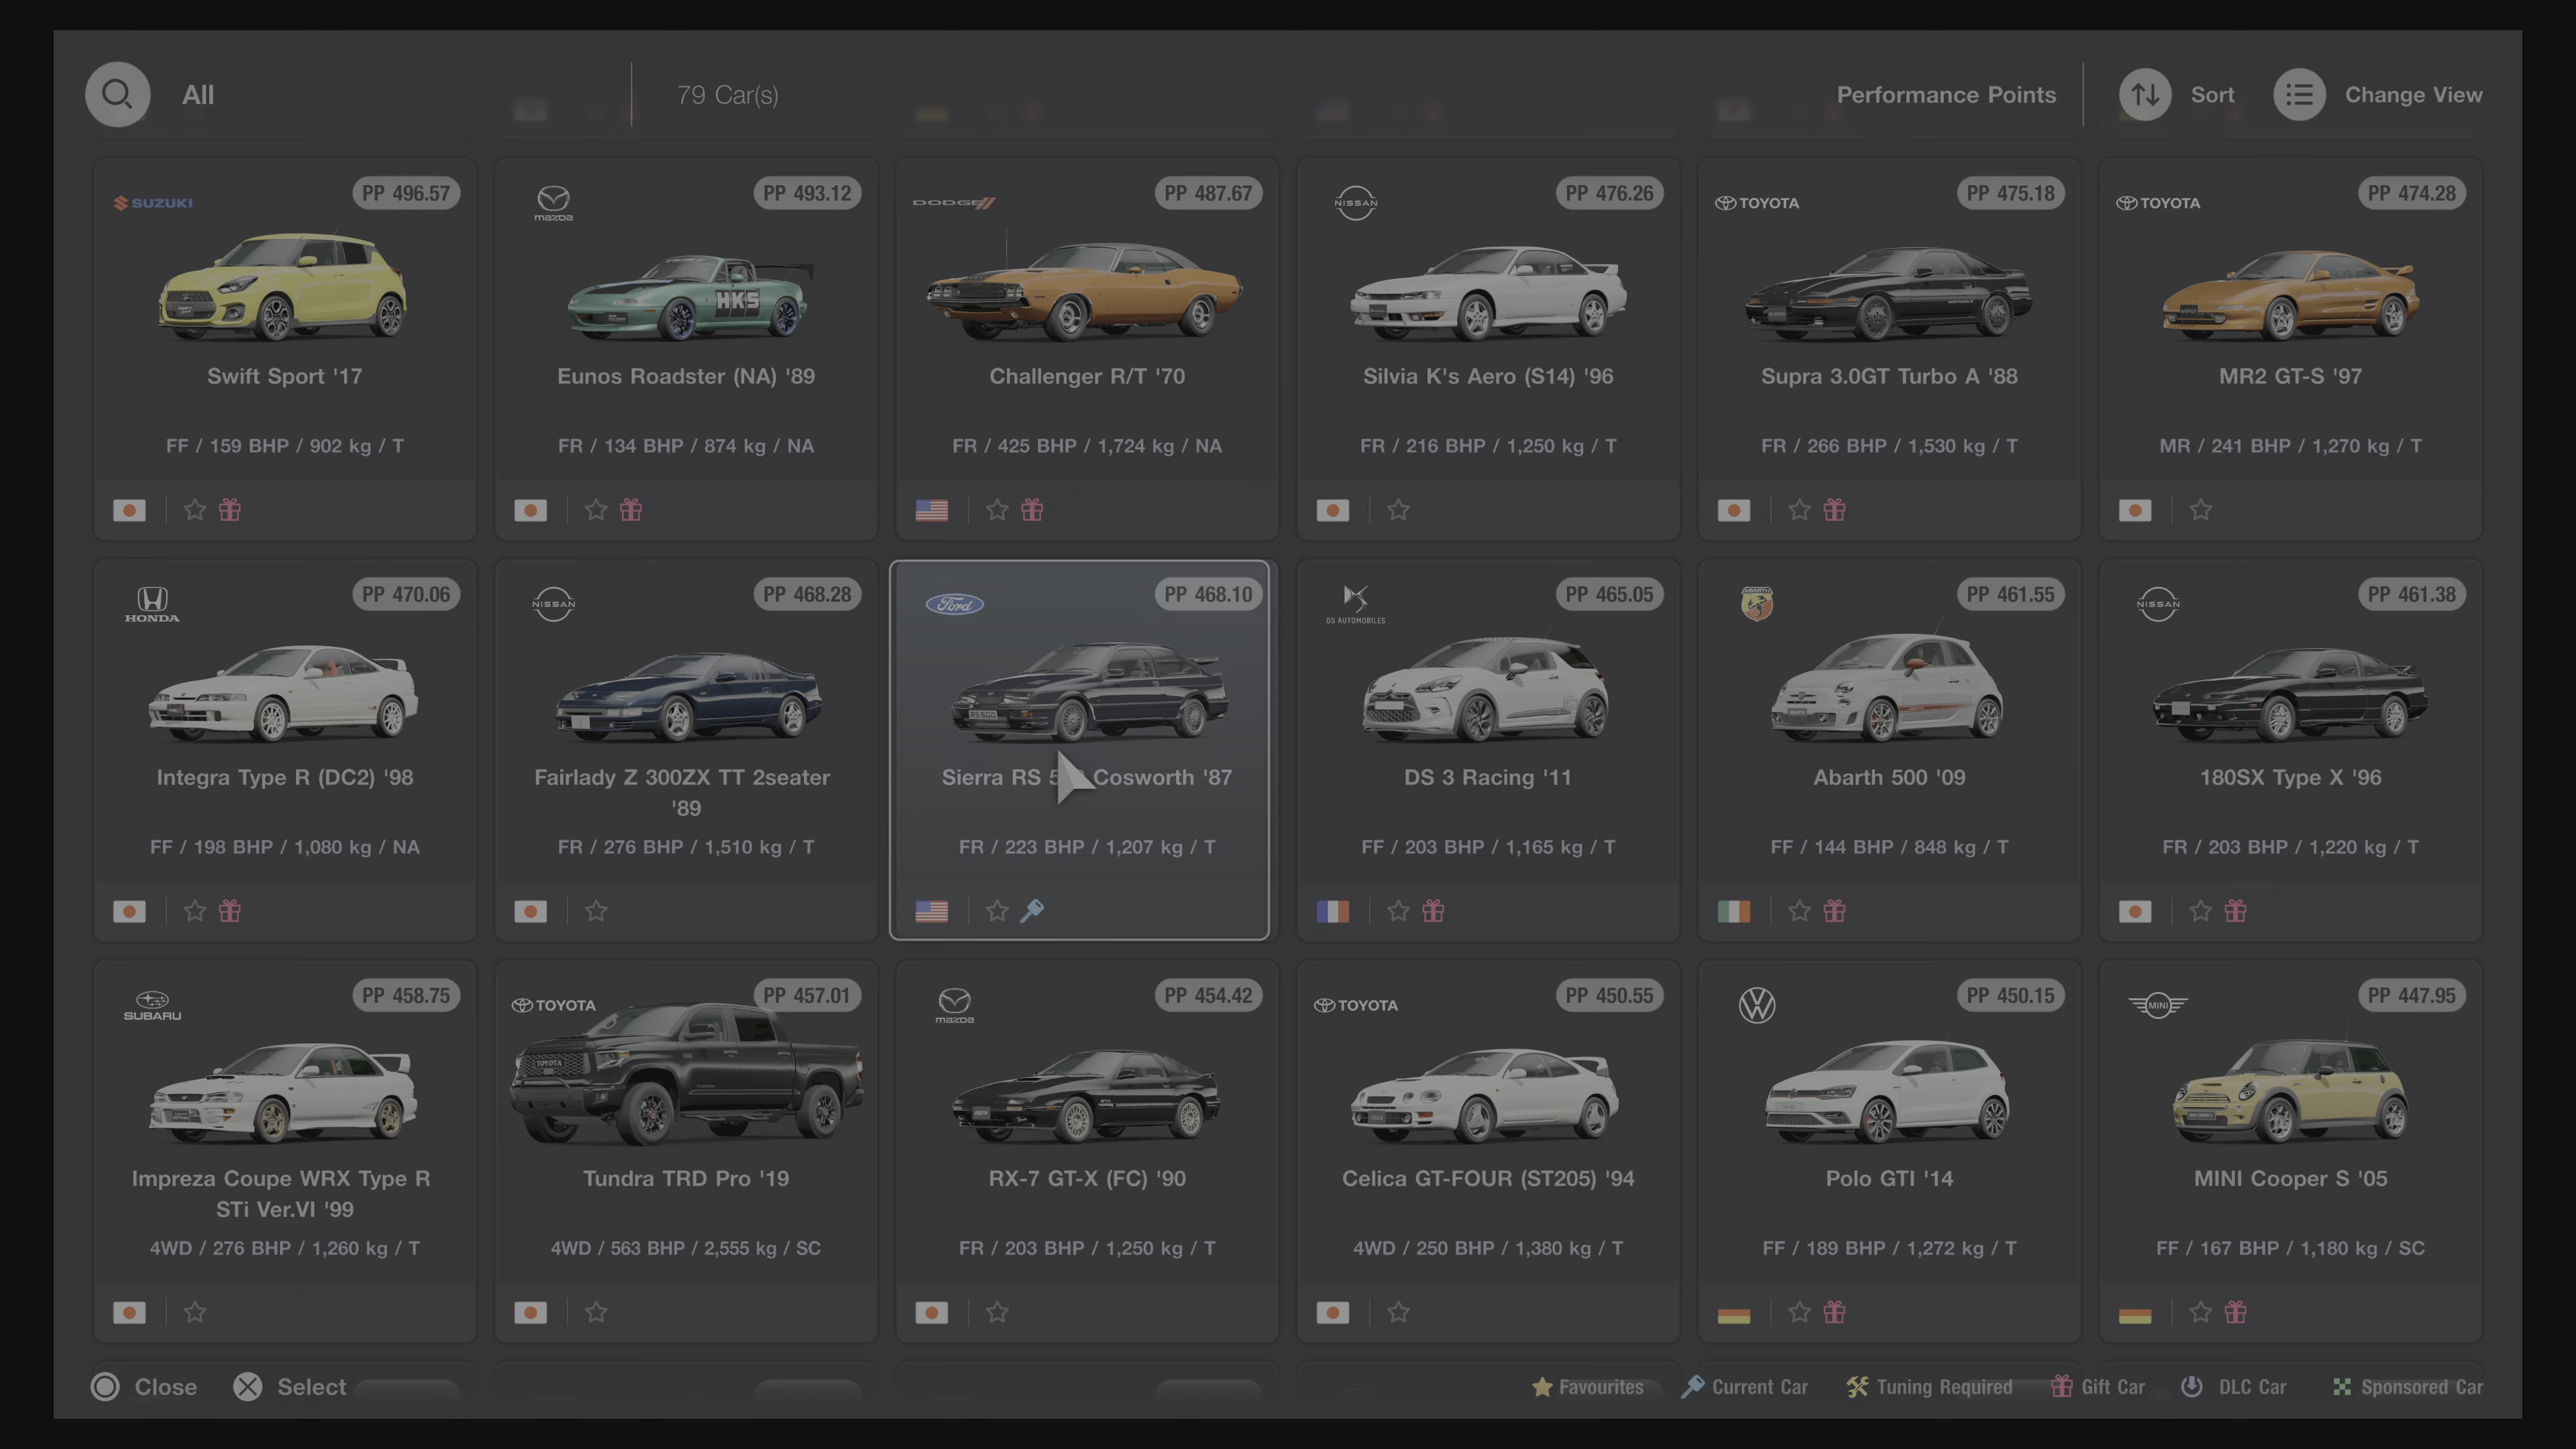 All
79 Car(s)
Performance Points
Sort
Change View
SUZUKI
PP 496.57
Swift Sport '17
FF / 159 BHP / 902 kg / T
mazda
PP 493.12
HKS
Eunos Roadster (NA) '89
FR / 134 BHP / 874 kg / NA
DODGE
PP 487.67
Challenger R/T '70
FR / 425 BHP / 1,724 kg / NA
NISSAN
PP 476.26
Silvia K's Aero (S14) '96
FR / 216 BHP / 1,250 kg / T
TOYOTA
PP 475.18
Supra 3.0GT Turbo A '88
FR / 266 BHP / 1,530 kg / T
TOYOTA
PP 474.28
MR2
MR2 GT-S '97
MR / 241 BHP / 1,270 kg / T
HONDA
PP 470.06
Integra Type R (DC2) '98
FF / 198 BHP / 1,080 kg / NA
NISSAN
PP 468.28
Fairlady Z 300ZX TT 2seater
'89
FR / 276 BHP / 1,510 kg / T
Ford
PP 468.10
RS 500
Sierra RS Cosworth '87
FR / 223 BHP / 1,207 kg / T
DS AUTOMOBILES
PP 465.05
DS 3 Racing '11
FF / 203 BHP / 1,165 kg / T
ABARTH
PP 461.55
Abarth 500 '09
FF / 144 BHP / 848 kg / T
NISSAN
PP 461.38
180SX Type X '96
FR / 203 BHP / 1,220 kg / T
SUBARU
PP 458.75
Impreza Coupe WRX Type R
STi Ver.VI '99
4WD / 276 BHP / 1,260 kg / T
TOYOTA
PP 457.01
TOYOTA
Tundra TRD Pro '19
4WD / 563 BHP / 2,555 kg / SC
mazda
PP 454.42
RX-7 GT-X (FC) '90
FR / 203 BHP / 1,250 kg / T
TOYOTA
PP 450.55
Celica GT-FOUR (ST205) '94
4WD / 250 BHP / 1,380 kg / T
PP 450.15
Polo GTI '14
FF / 189 BHP / 1,272 kg / T
MINI
PP 447.95
MINI Cooper S '05
FF / 167 BHP / 1,180 kg / SC
Close
Select
Favourites
Current Car
Tuning Required
Gift Car
DLC Car
Sponsored Car